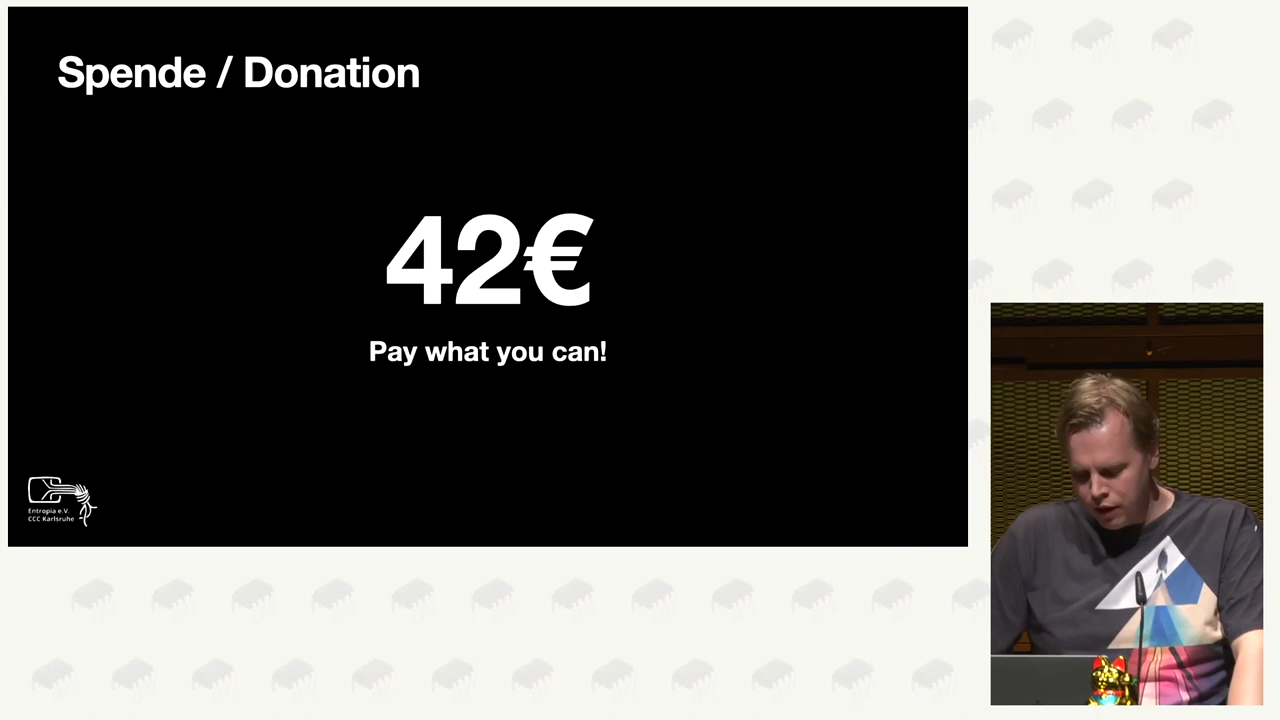 Spende / Donation
42€
Pay what you can!
Entropia e.V.
CCC Karlsruhe